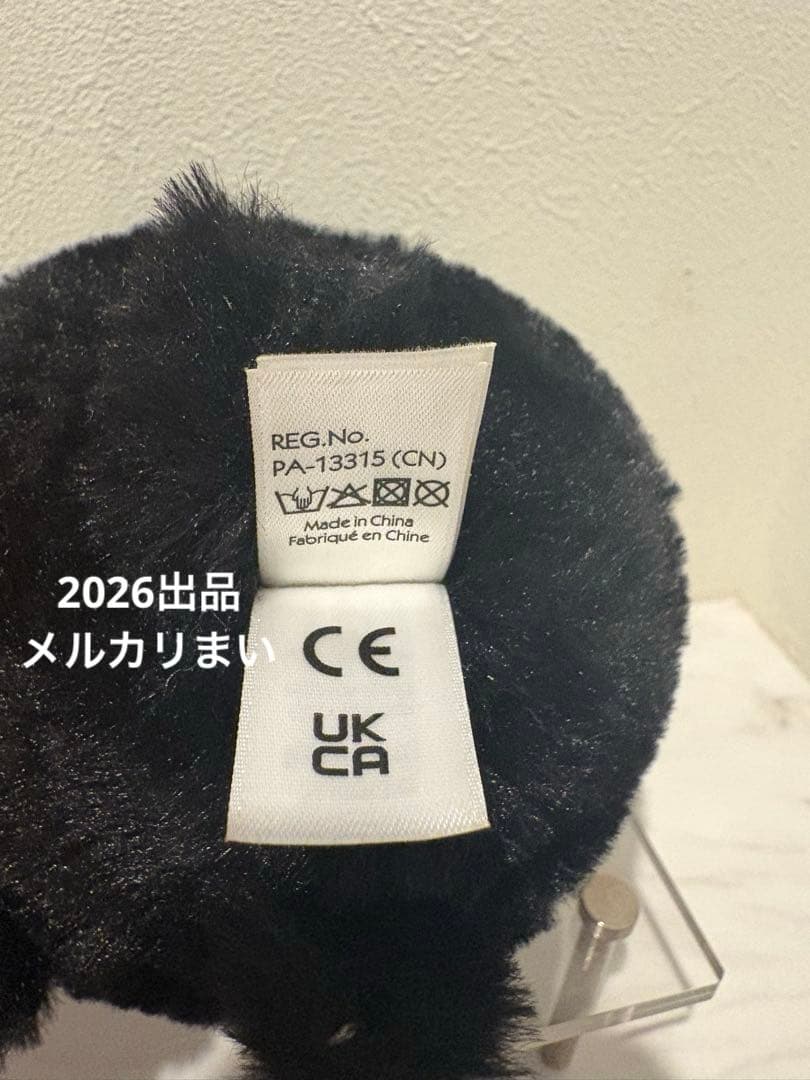 REG.No.
PA-13315 (CN)
Made in China
Fabriqué en Chine
2026出品
メルカリまい
CE
UK
CA